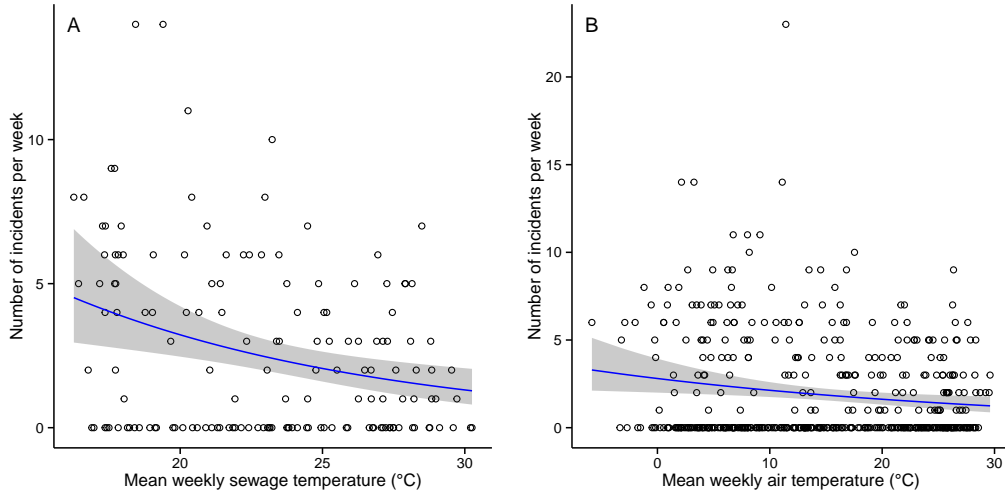 A
Number of incidents per week
10
5
0
20
25
30
Mean weekly sewage temperature (°C)
B
Number of incidents per week
20
15
10
5
0
0
10
20
30
Mean weekly air temperature (°C)